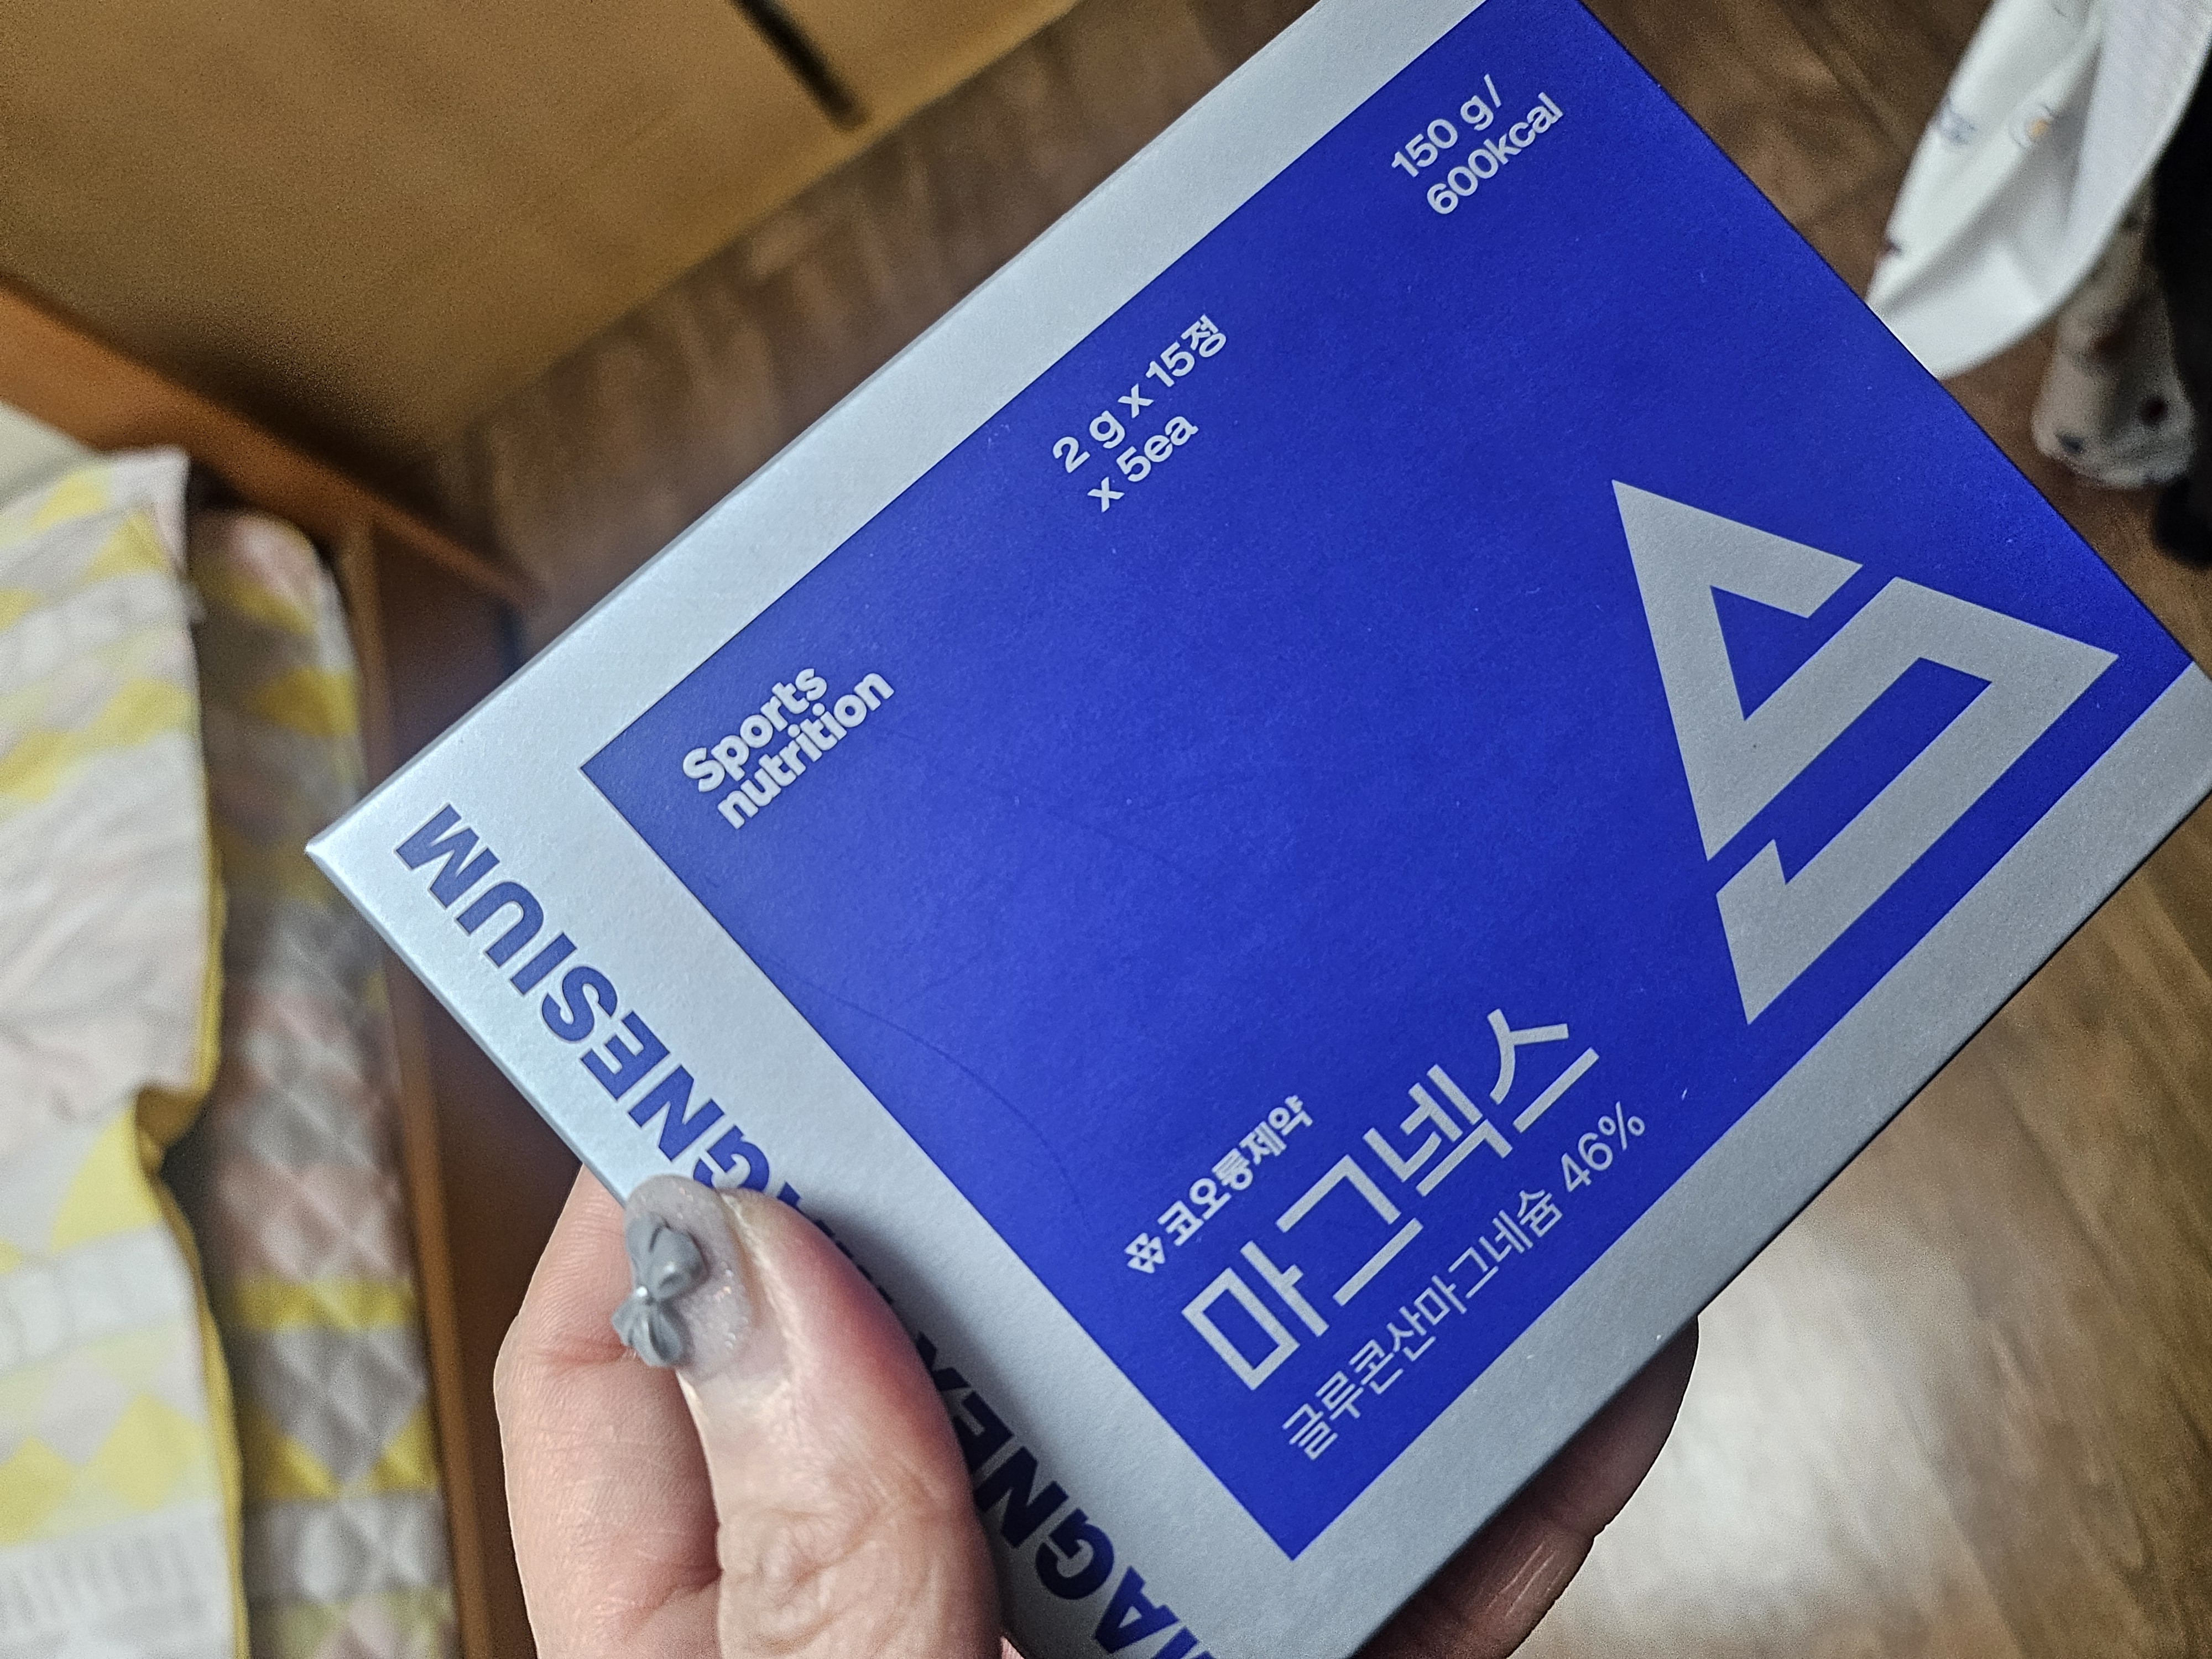 Sports
nutrition
2 g x 15정
x 5ea
150 g/
600kcal
코오롱제약
마그넥스
글루콘산마그네슘 46%
MAGNESIUM